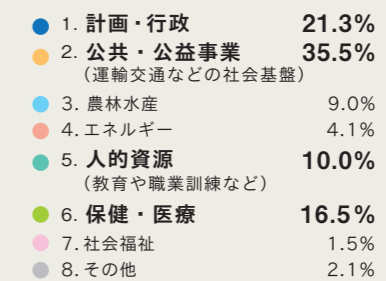 1. 計画・行政 21.3%
2. 公共・公益事業 35.5%
（運輸交通などの社会基盤）
3. 農林水産 9.0%
4. エネルギー 4.1%
5. 人的資源 10.0%
（教育や職業訓練など）
6. 保健・医療 16.5%
7. 社会福祉 1.5%
8. その他 2.1%